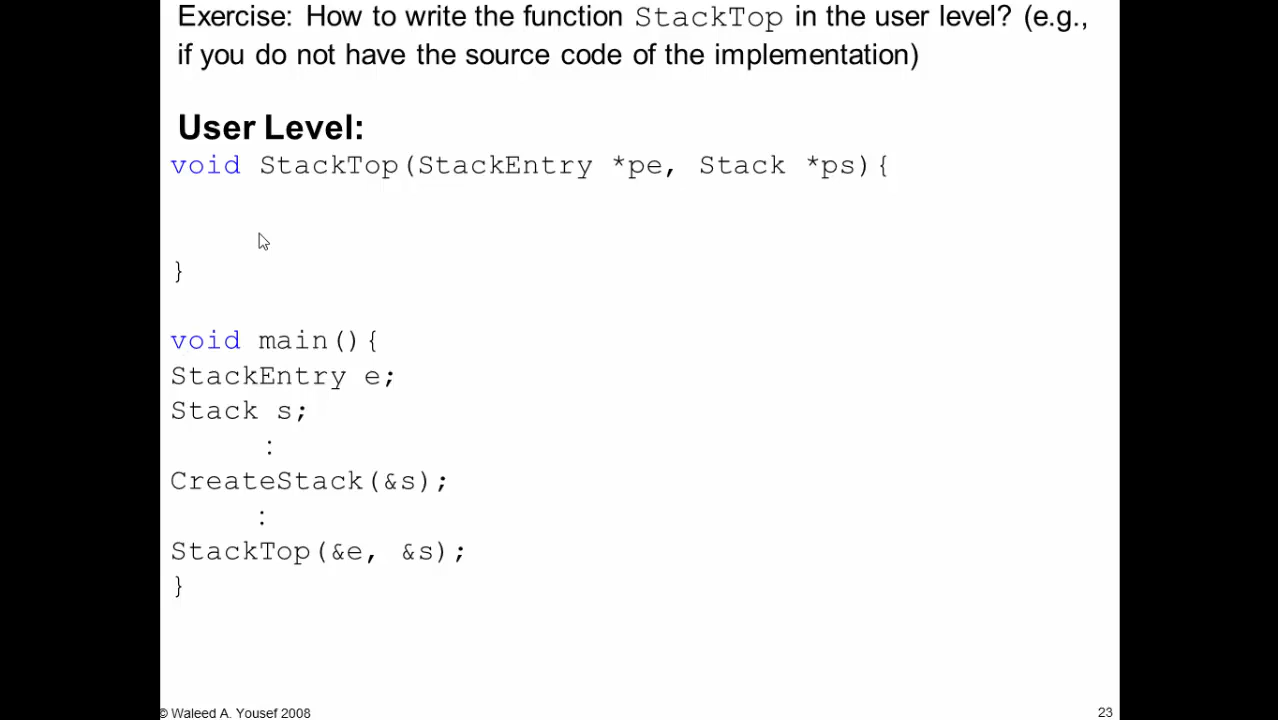 Exercise: How to write the function StackTop in the user level? (e.g.,
if you do not have the source code of the implementation)
User Level:
void StackTop(StackEntry *pe, Stack *ps){
}
void main(){
StackEntry e;
Stack s;
:
CreateStack(&s);
:
StackTop(&e, &s);
}
© Waleed A. Yousef 2008
23